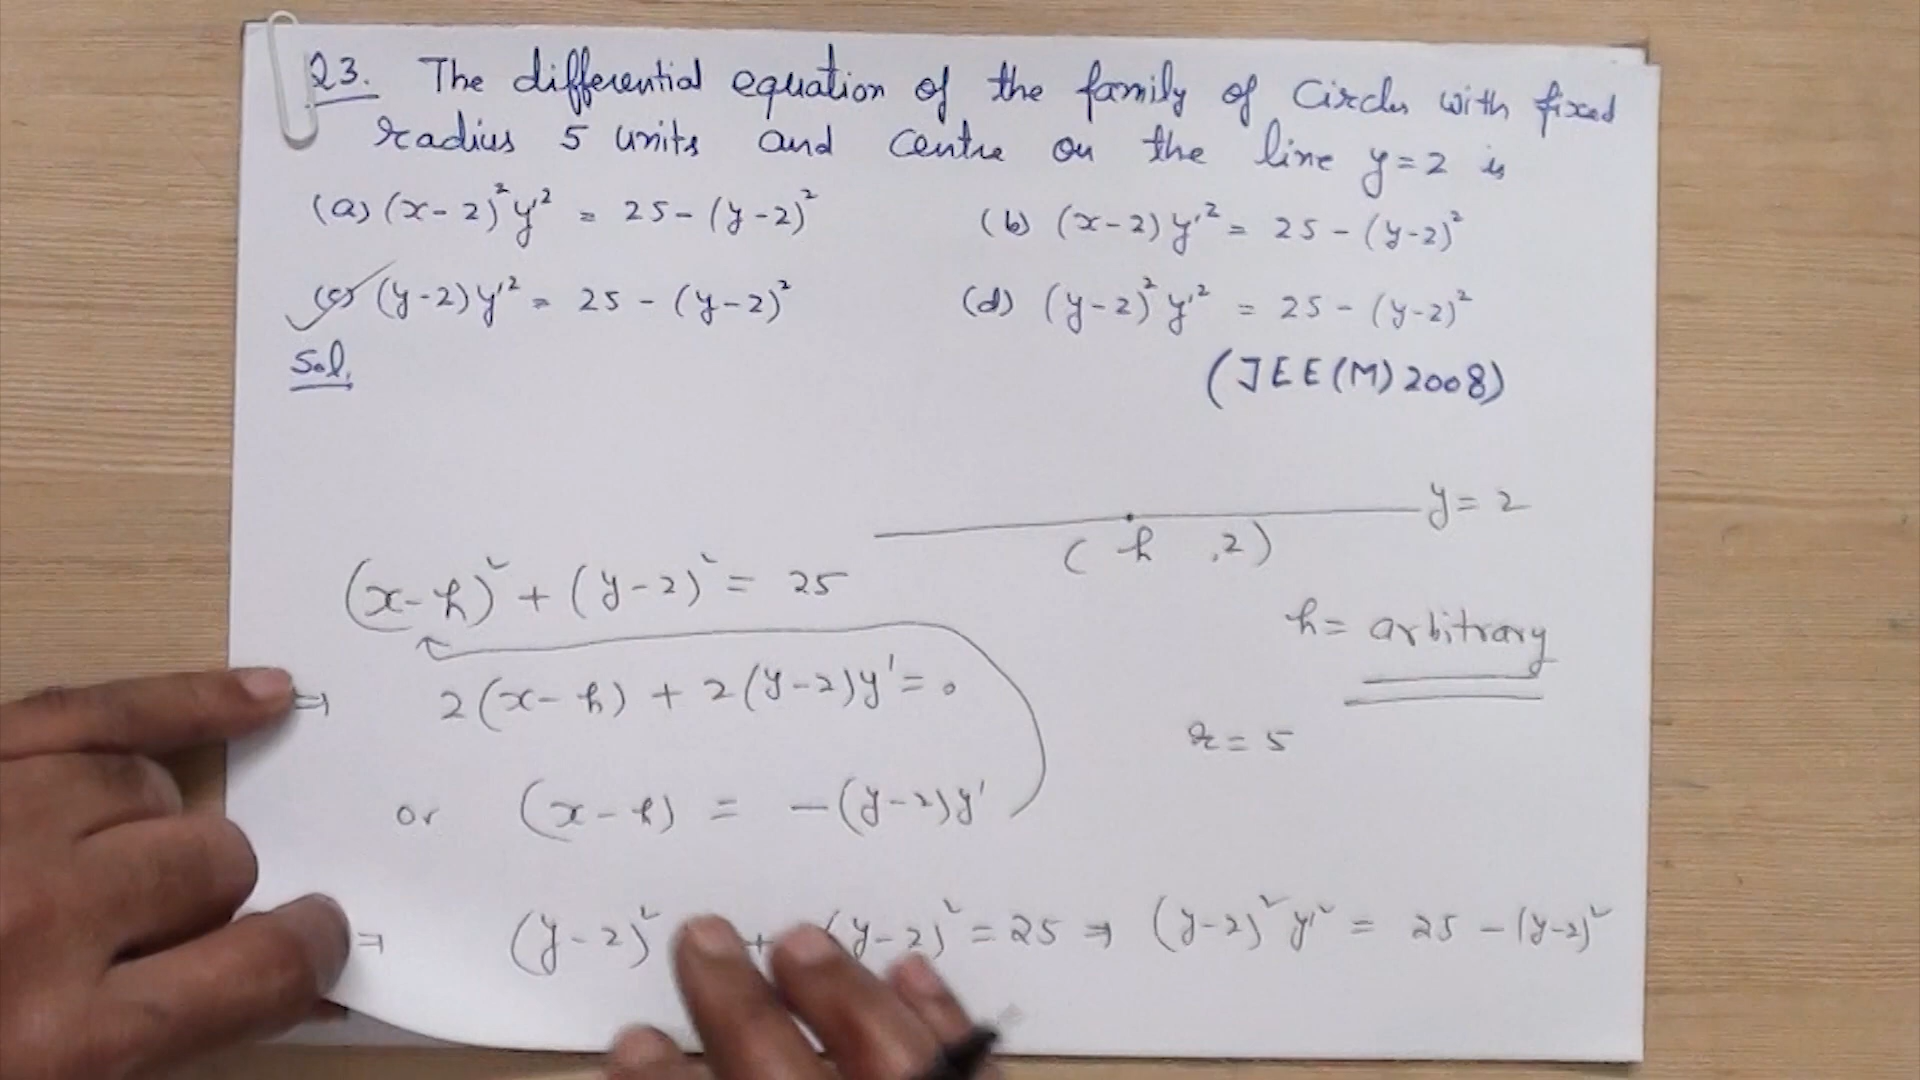 Q3. The differential equation of the family of Circles with fixed
radius 5 units and Centre on the line y=2 is
(a) (x-2)²y'² = 25-(y-2)²
(b) (x-2)y'² = 25-(y-2)²
(c) (y-2)y'² = 25-(y-2)²
(d) (y-2)²y'² = 25-(y-2)²
Sol.
(JEE(M) 2008)
y=2
(h ,2)
(x-h)²+(y-2)²= 25
h= arbitrary
⇒ 2(x-h) + 2(y-2)y'=0
r=5
or (x-h) = -(y-2)y'
⇒ (y-2)² + (y-2)²=25 ⇒ (y-2)²y'² = 25-(y-2)²